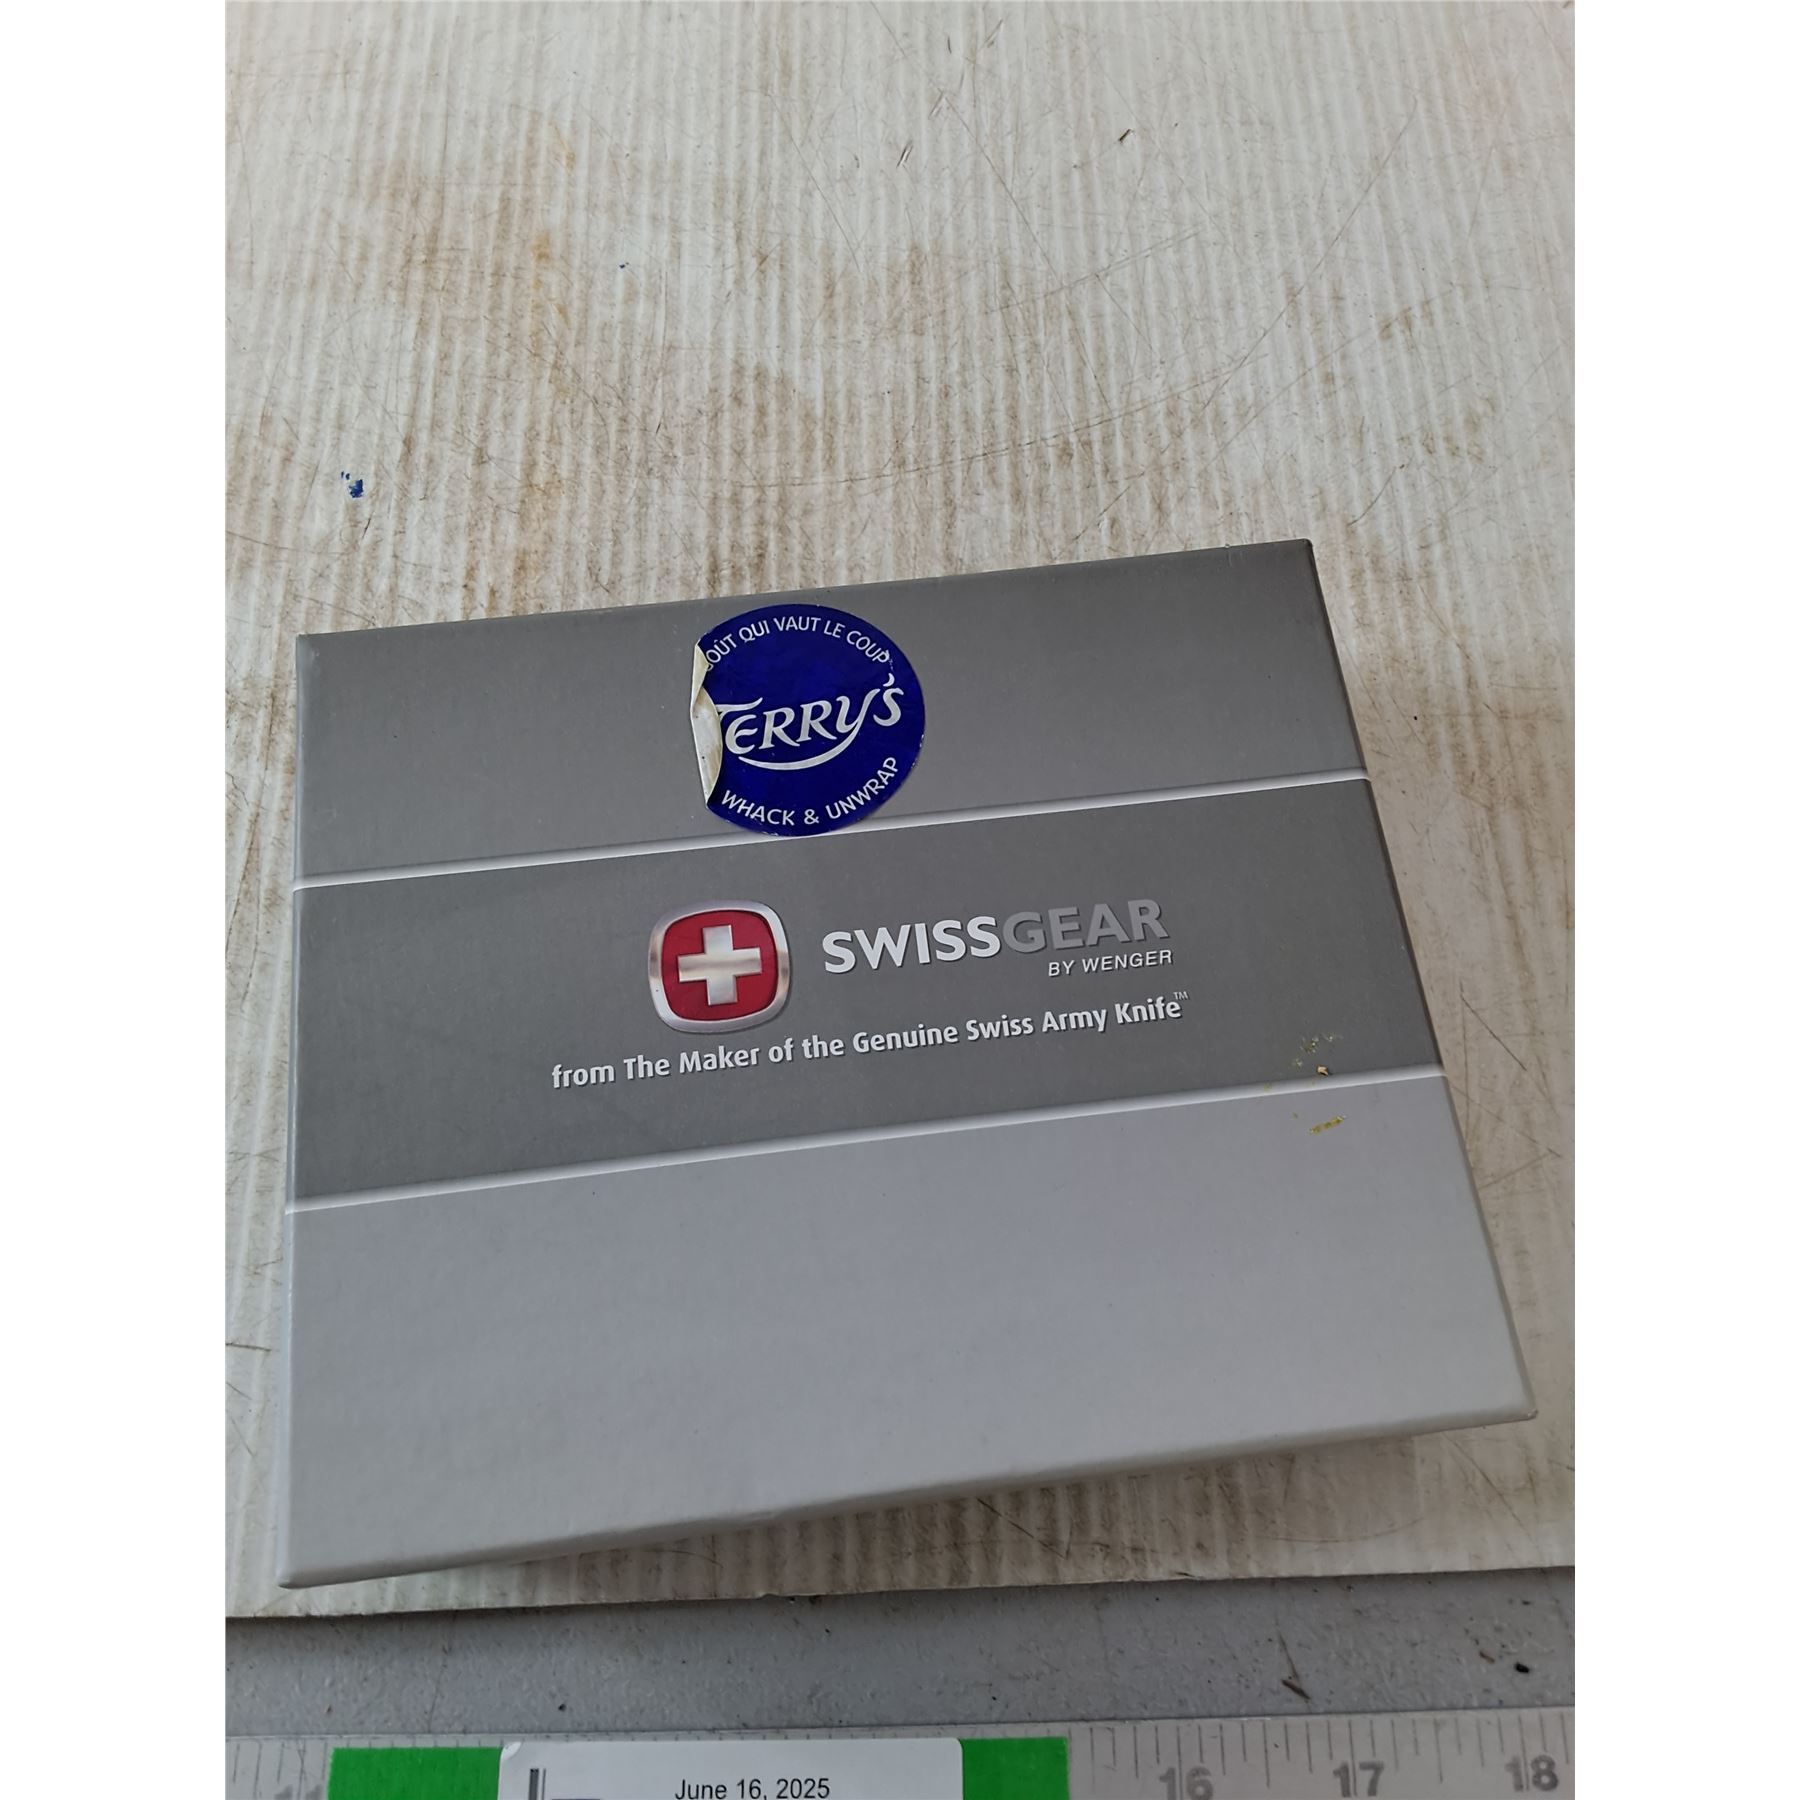 OÛT QUI VAUT LE COUP
TERRY'S
WHACK & UNWRAP
SWISSGEAR
BY WENGER
from The Maker of the Genuine Swiss Army Knife™
11
June 16, 2025
16
17
18